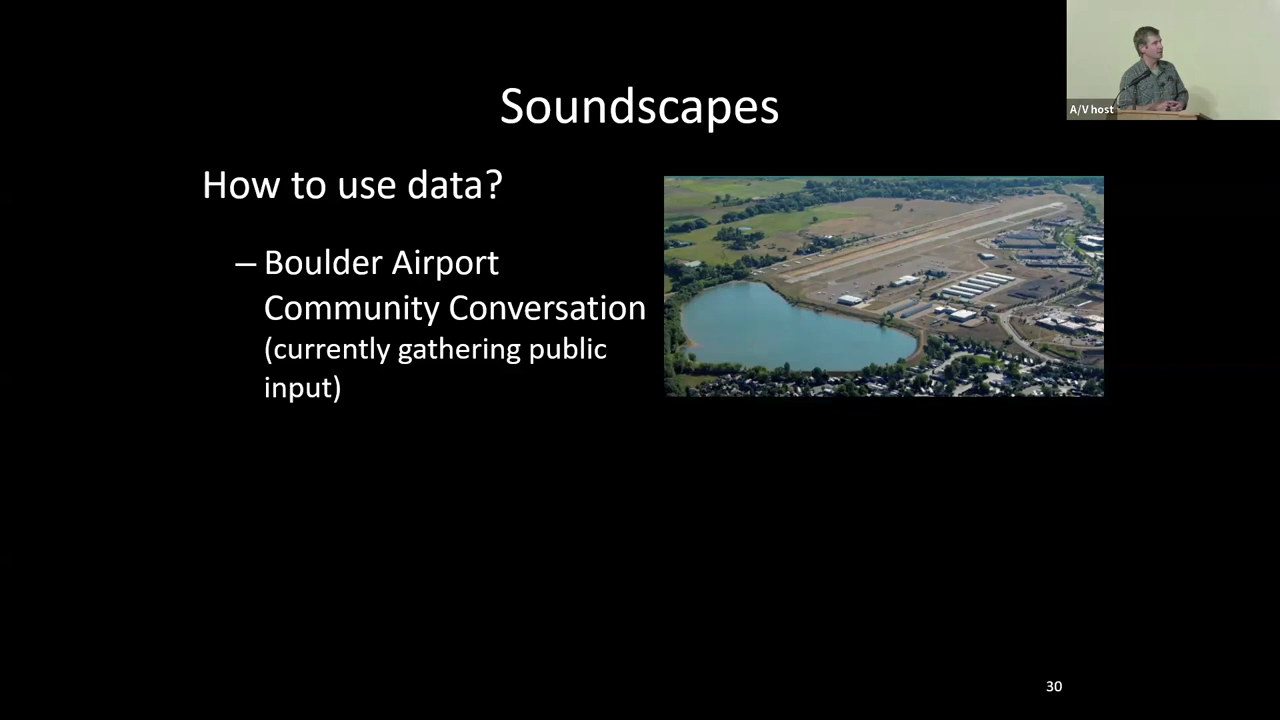 A/V host
Soundscapes
How to use data?
– Boulder Airport
Community Conversation
(currently gathering public
input)
30